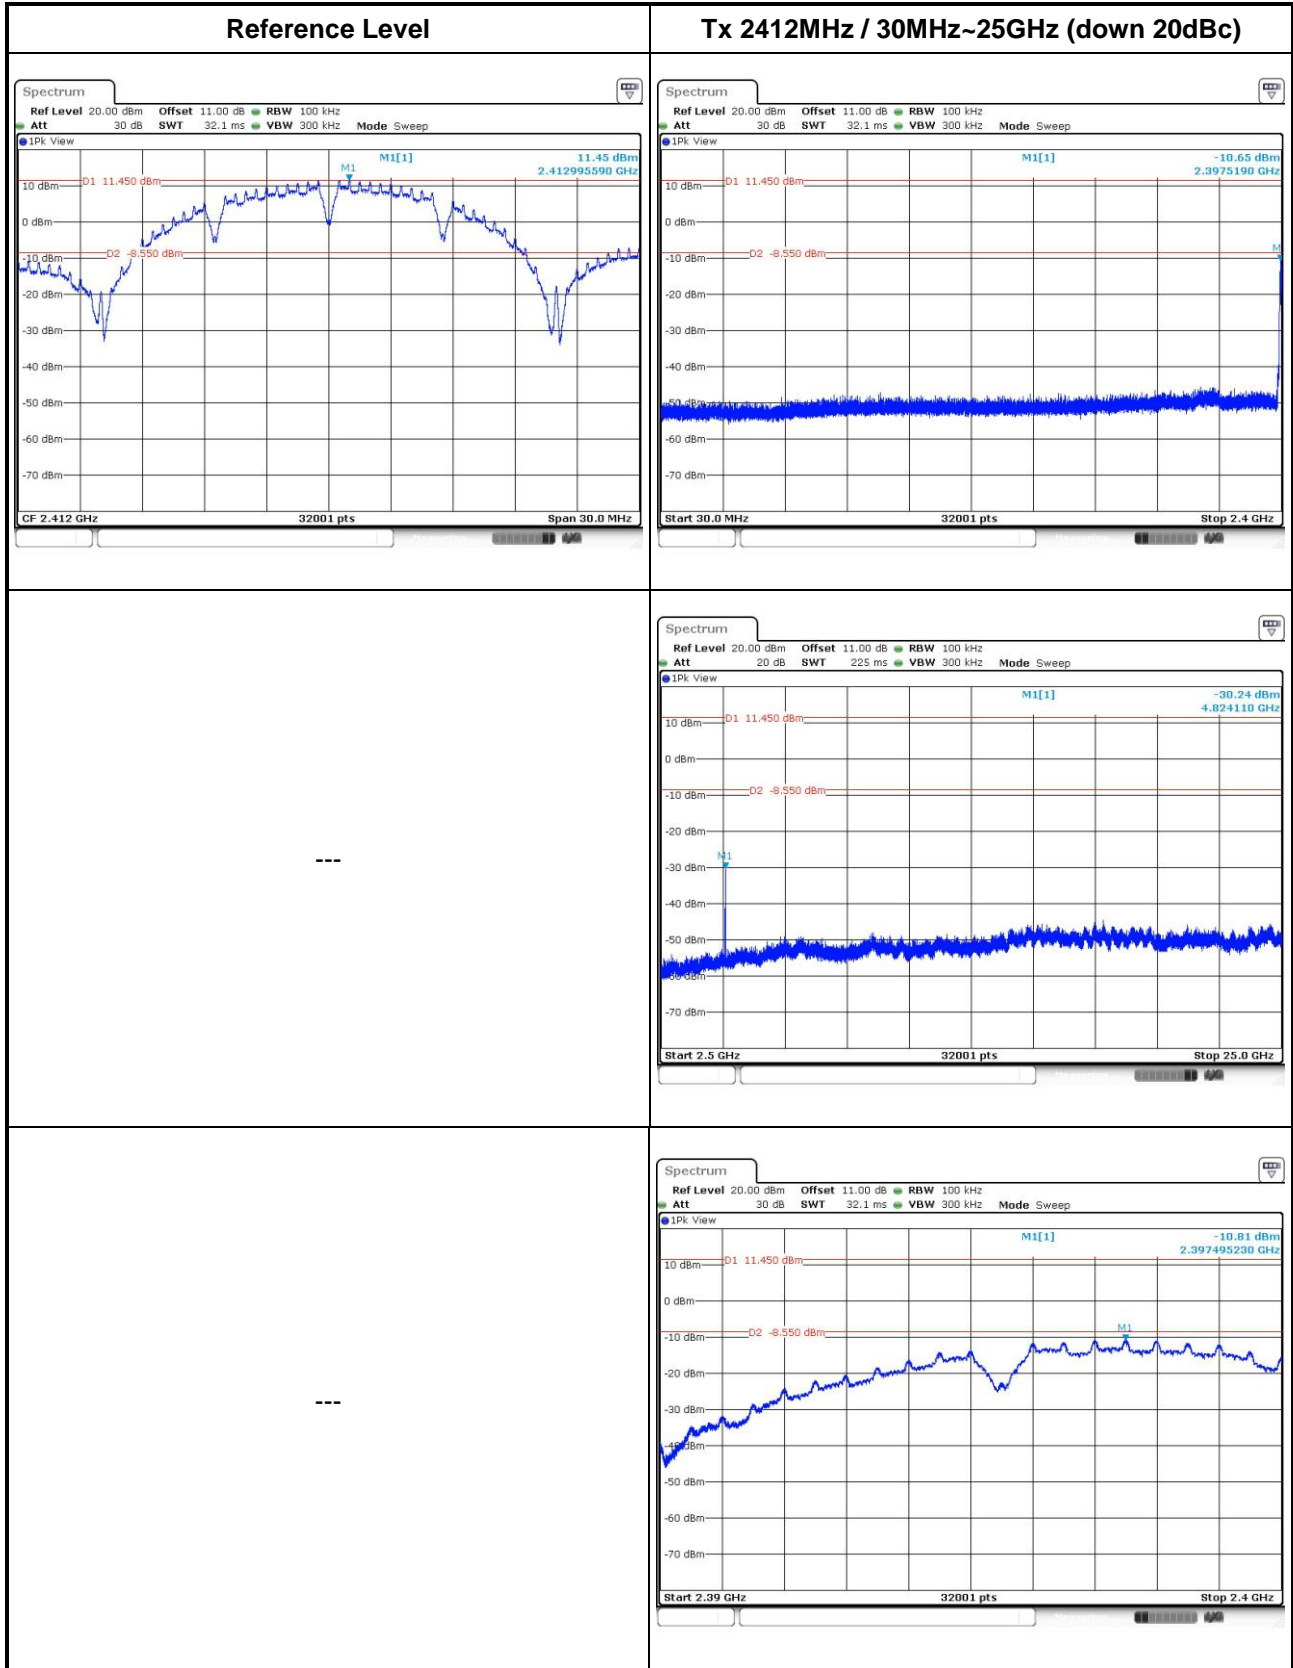 Reference Level
Tx 2412MHz / 30MHz~25GHz (down 20dBc)
Spectrum
Ref Level 20.00 dBm Offset 11.00 dB RBW 100 kHz
Att 30 dB SWT 32.1 ms VBW 300 kHz Mode Sweep
1Pk View
M1[1] 11.45 dBm
2.412995590 GHz
M1
10 dBm
D1 11.450 dBm
0 dBm
D2 -8.550 dBm
-10 dBm
-20 dBm
-30 dBm
-40 dBm
-50 dBm
-60 dBm
-70 dBm
CF 2.412 GHz 32001 pts Span 30.0 MHz
Spectrum
Ref Level 20.00 dBm Offset 11.00 dB RBW 100 kHz
Att 30 dB SWT 32.1 ms VBW 300 kHz Mode Sweep
1Pk View
M1[1] -10.65 dBm
2.3975190 GHz
10 dBm
D1 11.450 dBm
0 dBm
D2 -8.550 dBm
-10 dBm
-20 dBm
-30 dBm
-40 dBm
-50 dBm
-60 dBm
-70 dBm
Start 30.0 MHz 32001 pts Stop 2.4 GHz
---
Spectrum
Ref Level 20.00 dBm Offset 11.00 dB RBW 100 kHz
Att 20 dB SWT 225 ms VBW 300 kHz Mode Sweep
1Pk View
M1[1] -30.24 dBm
4.824110 GHz
D1 11.450 dBm
10 dBm
0 dBm
D2 -8.550 dBm
-10 dBm
-20 dBm
M1
-30 dBm
-40 dBm
-50 dBm
-60 dBm
-70 dBm
Start 2.5 GHz 32001 pts Stop 25.0 GHz
---
Spectrum
Ref Level 20.00 dBm Offset 11.00 dB RBW 100 kHz
Att 30 dB SWT 32.1 ms VBW 300 kHz Mode Sweep
1Pk View
M1[1] -10.81 dBm
2.397495230 GHz
D1 11.450 dBm
10 dBm
0 dBm
M1
D2 -8.550 dBm
-10 dBm
-20 dBm
-30 dBm
-40 dBm
-50 dBm
-60 dBm
-70 dBm
Start 2.39 GHz 32001 pts Stop 2.4 GHz